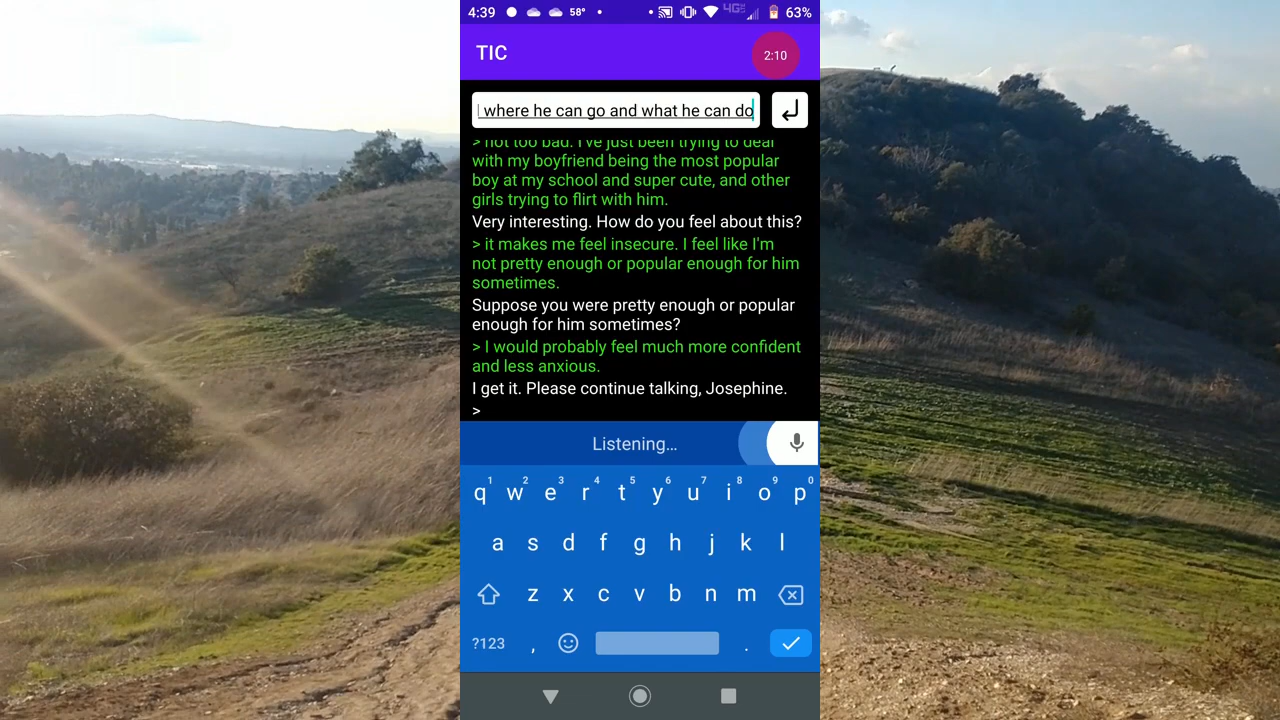 4:39 58° 4G 63%
TIC
2:10
where he can go and what he can do
> not too bad. I've just been trying to deal
with my boyfriend being the most popular
boy at my school and super cute, and other
girls trying to flirt with him.
Very interesting. How do you feel about this?
> it makes me feel insecure. I feel like I'm
not pretty enough or popular enough for him
sometimes.
Suppose you were pretty enough or popular
enough for him sometimes?
> I would probably feel much more confident
and less anxious.
I get it. Please continue talking, Josephine.
>
Listening…
1 2 3 4 5 6 7 8 9 0
q w e r t y u i o p
a s d f g h j k l
z x c v b n m
?123 , .